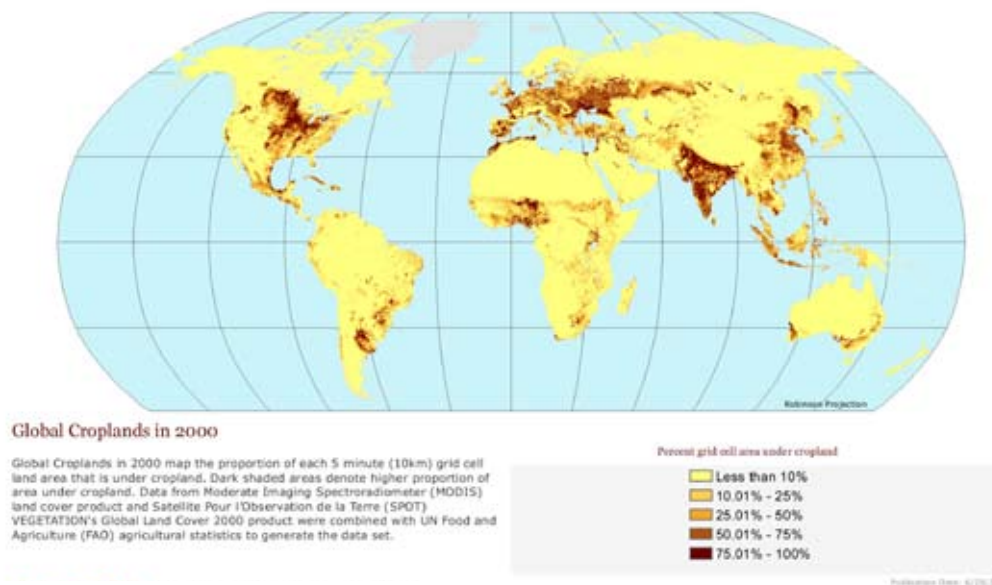 Robinson Projection
Global Croplands in 2000
Global Croplands in 2000 map the proportion of each 5 minute (10km) grid cell
land area that is under cropland. Dark shaded areas denote higher proportion of
area under cropland. Data from Moderate Imaging Spectroradiometer (MODIS)
land cover product and Satellite Pour l'Observation de la Terre (SPOT)
VEGETATION's Global Land Cover 2000 product were combined with UN Food and
Agriculture (FAO) agricultural statistics to generate the data set.
Percent grid cell area under cropland
Less than 10%
10.01% - 25%
25.01% - 50%
50.01% - 75%
75.01% - 100%